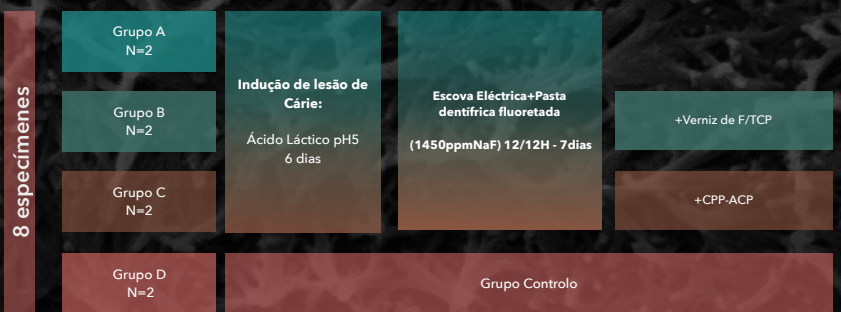 8 especímenes
Grupo A
N=2
Grupo B
N=2
Grupo C
N=2
Grupo D
N=2
Indução de lesão de
Cárie:
Ácido Láctico pH5
6 dias
Escova Eléctrica+Pasta
dentífrica fluoretada
(1450ppmNaF) 12/12H - 7dias
+Verniz de F/TCP
+CPP-ACP
Grupo Controlo